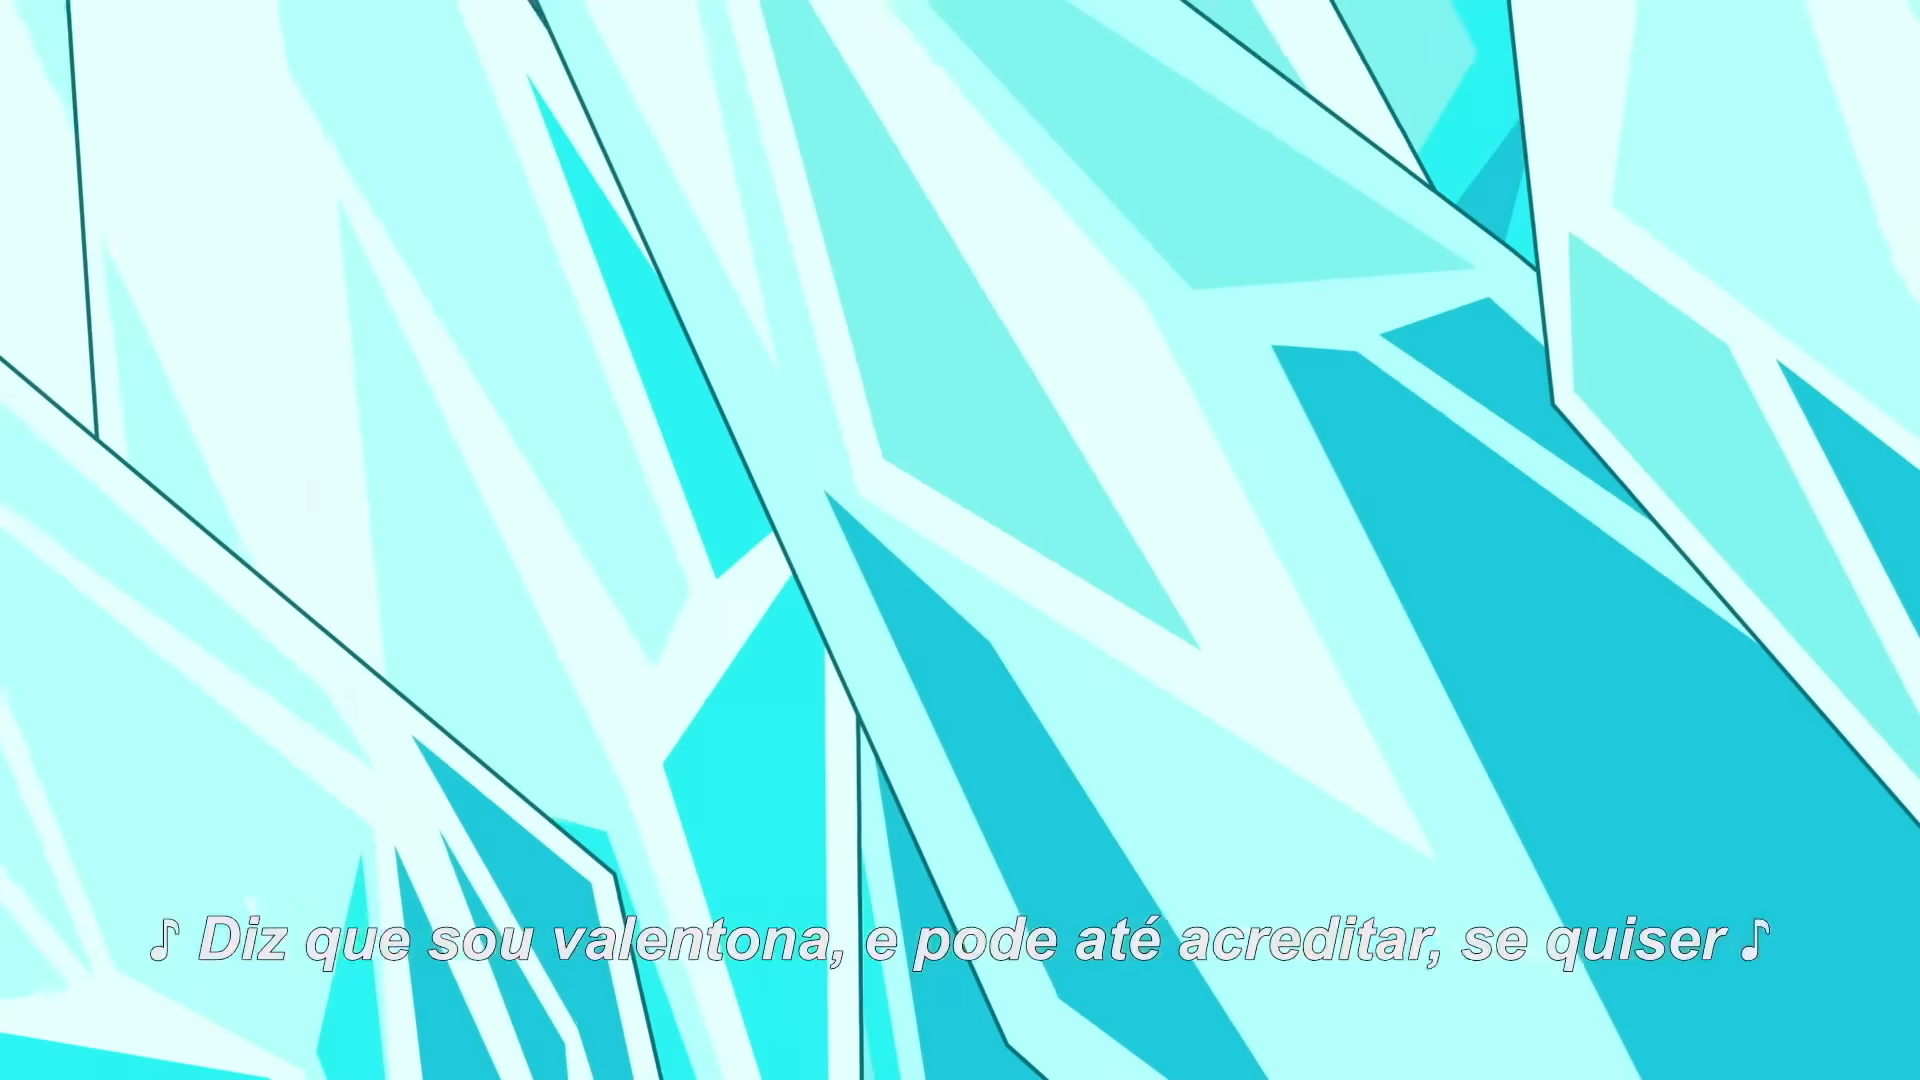 ♪ Diz que sou valentona, e pode até acreditar, se quiser ♪